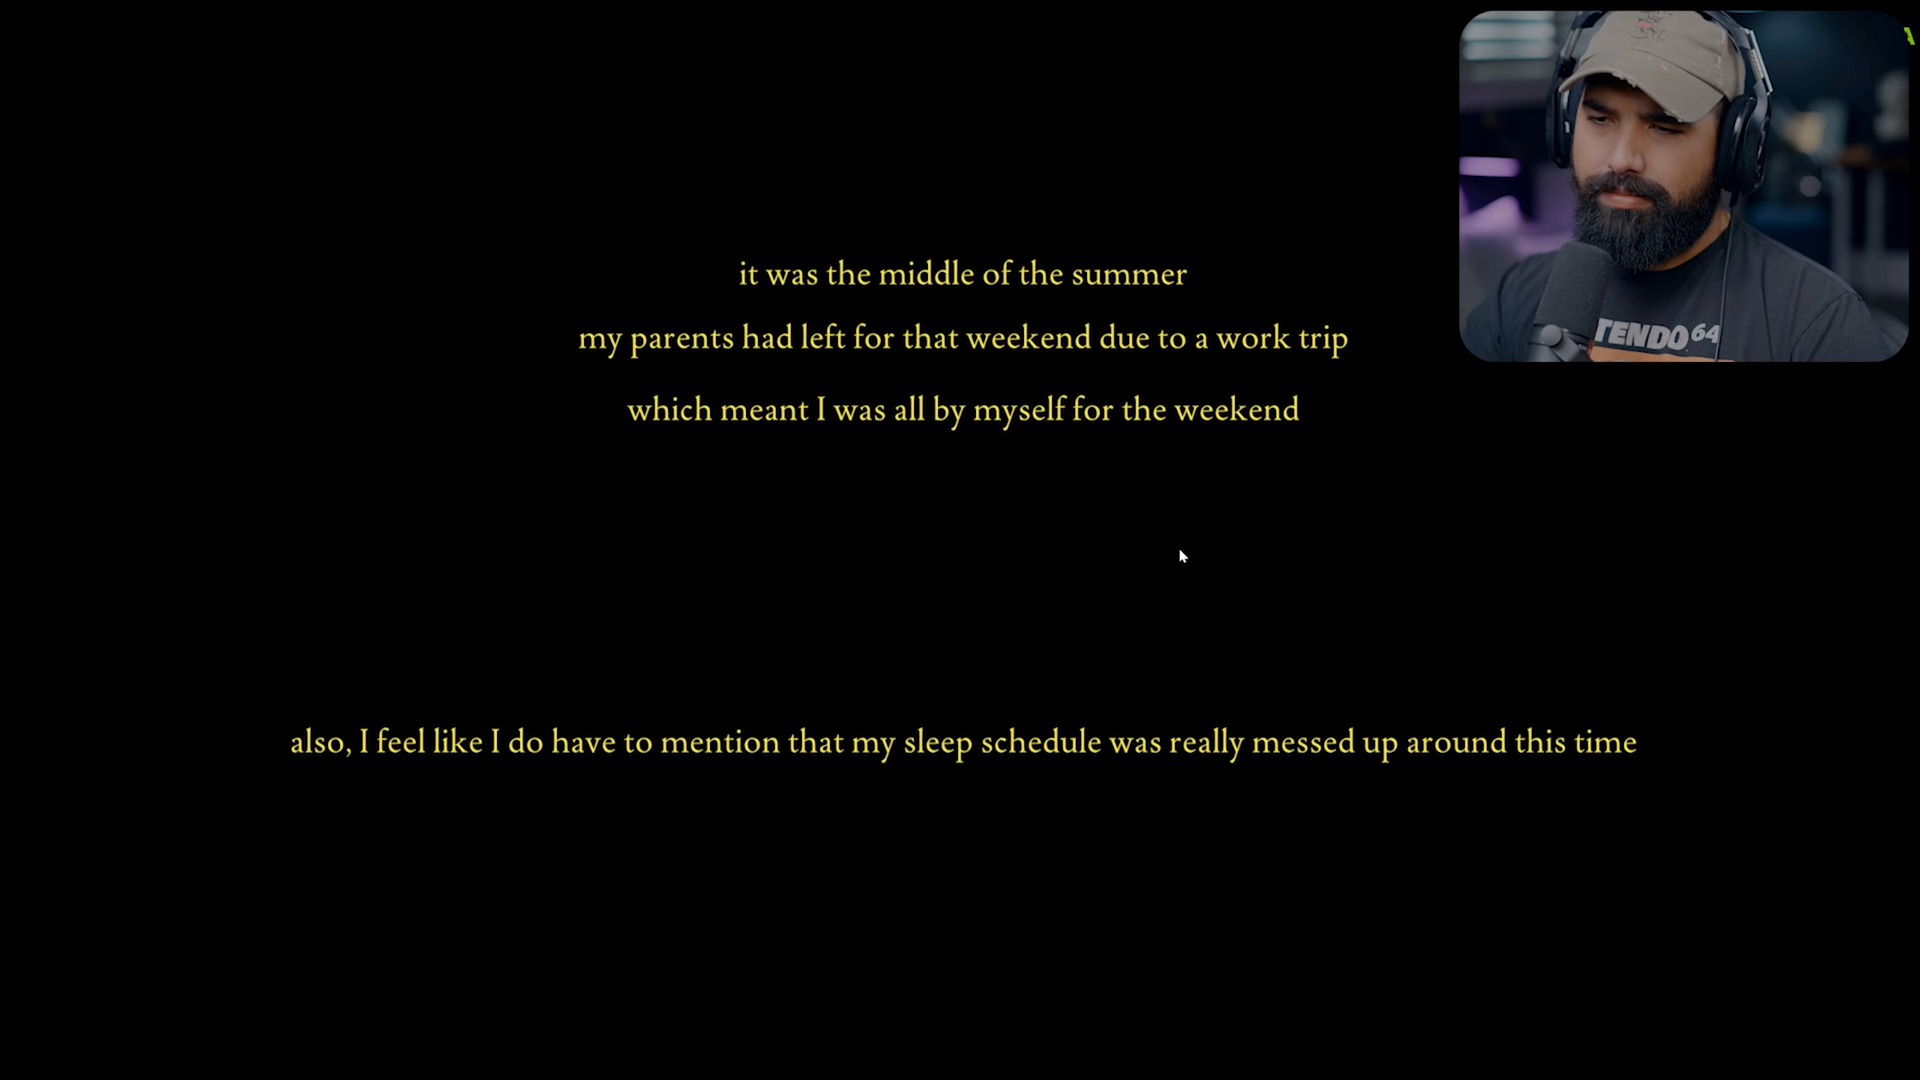 it was the middle of the summer
my parents had left for that weekend due to a work trip
which meant I was all by myself for the weekend
also, I feel like I do have to mention that my sleep schedule was really messed up around this time
TENDO 64